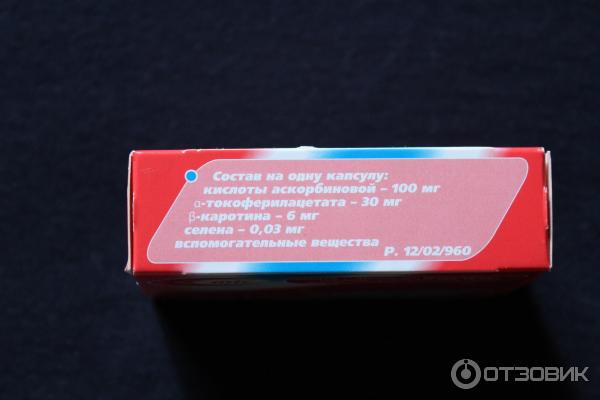 Состав на одну капсулу:
кислоты аскорбиновой – 100 мг
α-токоферилацетата – 30 мг
β-каротина – 6 мг
селена – 0,03 мг
вспомогательные вещества
Р. 12/02/960
ОТЗОВИК